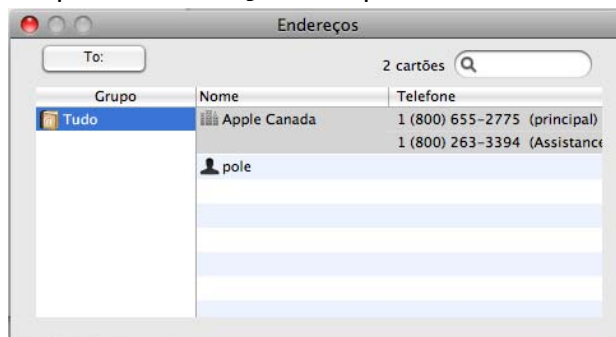 Endereços
To:
2 cartões
Grupo Nome Telefone
Tudo Apple Canada 1 (800) 655-2775 (principal)
1 (800) 263-3394 (Assistance
pole